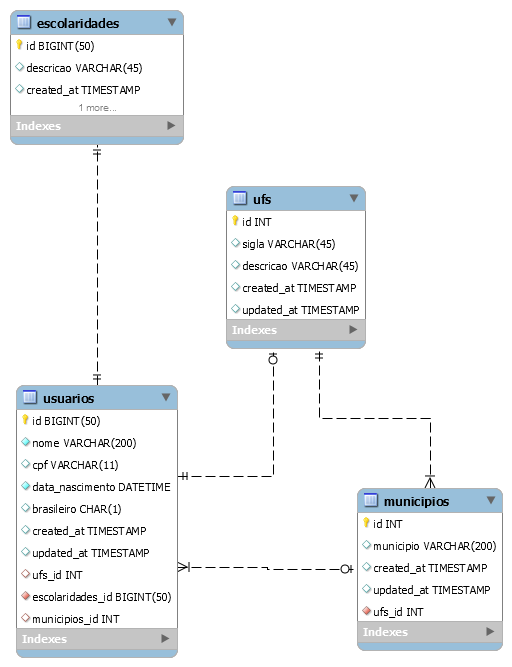 escolaridades
id BIGINT(50)
descricao VARCHAR(45)
created_at TIMESTAMP
1 more...
Indexes
ufs
id INT
sigla VARCHAR(45)
descricao VARCHAR(45)
created_at TIMESTAMP
updated_at TIMESTAMP
Indexes
usuarios
id BIGINT(50)
nome VARCHAR(200)
cpf VARCHAR(11)
data_nascimento DATETIME
brasileiro CHAR(1)
created_at TIMESTAMP
updated_at TIMESTAMP
ufs_id INT
escolaridades_id BIGINT(50)
municipios_id INT
Indexes
municipios
id INT
municipio VARCHAR(200)
created_at TIMESTAMP
updated_at TIMESTAMP
ufs_id INT
Indexes